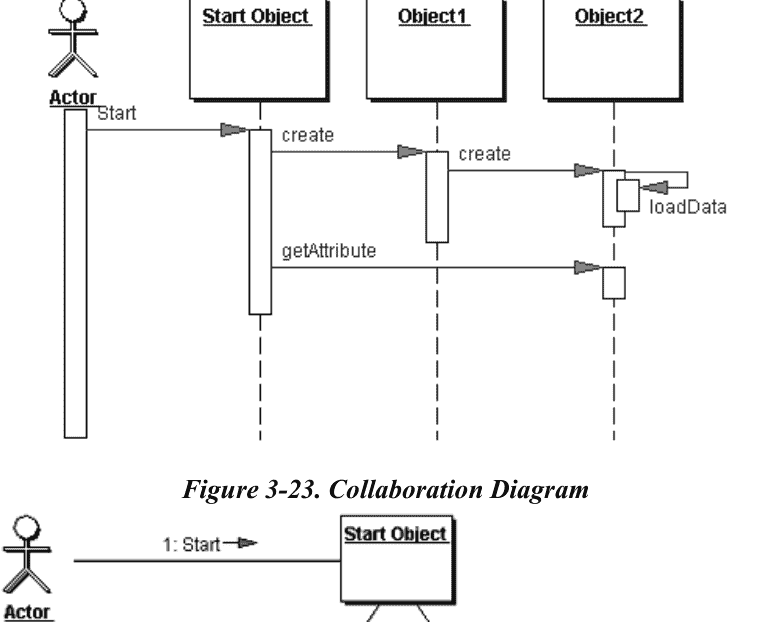 Start Object
Object1
Object2
Actor
Start
create
create
loadData
getAttribute
Figure 3-23. Collaboration Diagram
1: Start
Start Object
Actor